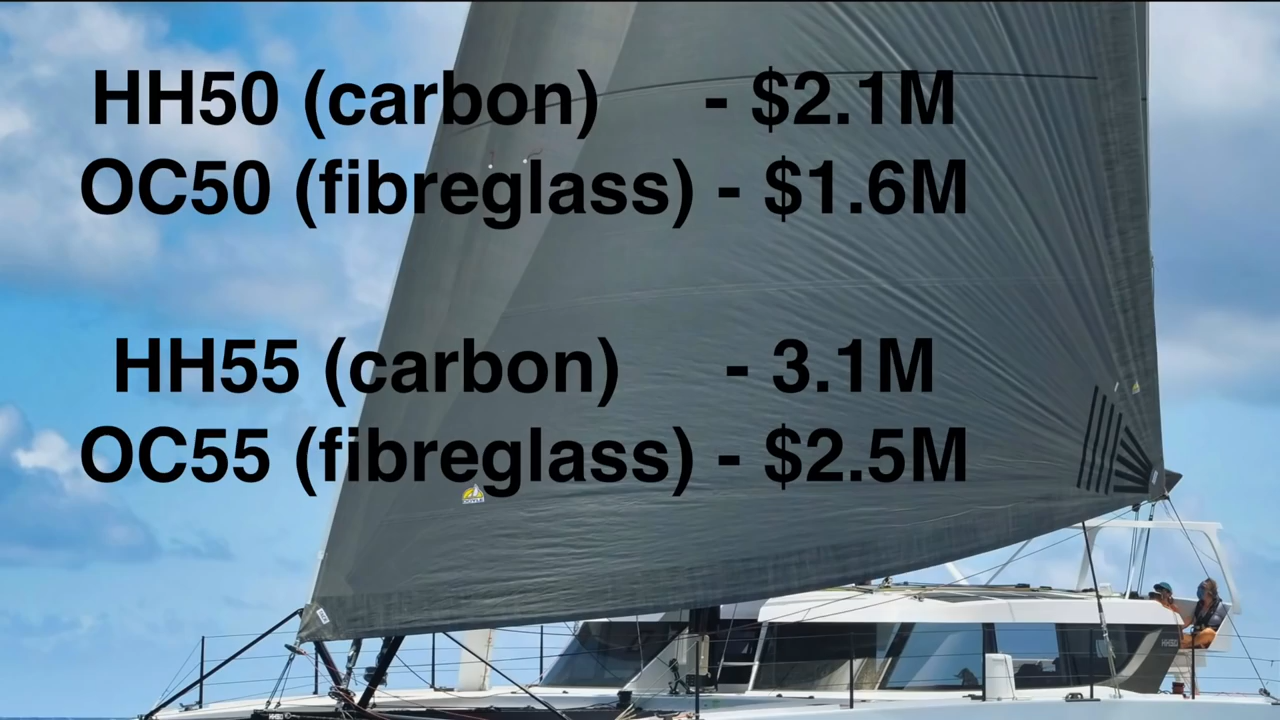 HH50 (carbon) - $2.1M
OC50 (fibreglass) - $1.6M
HH55 (carbon) - 3.1M
OC55 (fibreglass) - $2.5M